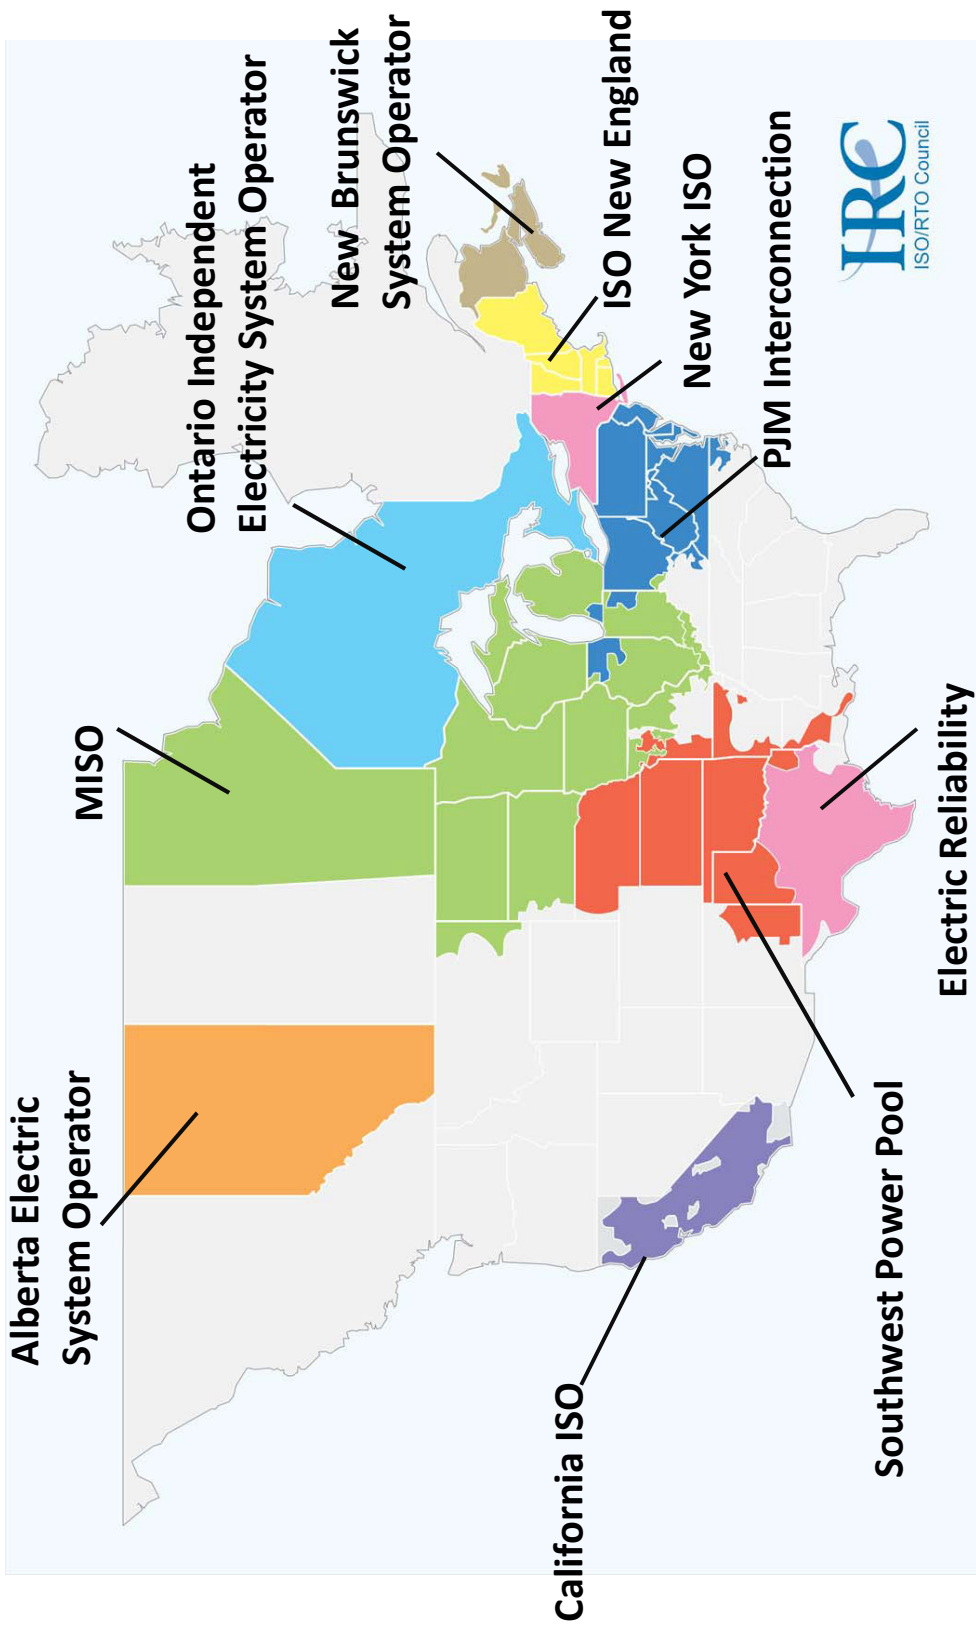 Alberta Electric
System Operator
MISO
Ontario Independent
Electricity System Operator
New Brunswick
System Operator
ISO New England
New York ISO
PJM Interconnection
California ISO
Southwest Power Pool
Electric Reliability
IRC
ISO/RTO Council